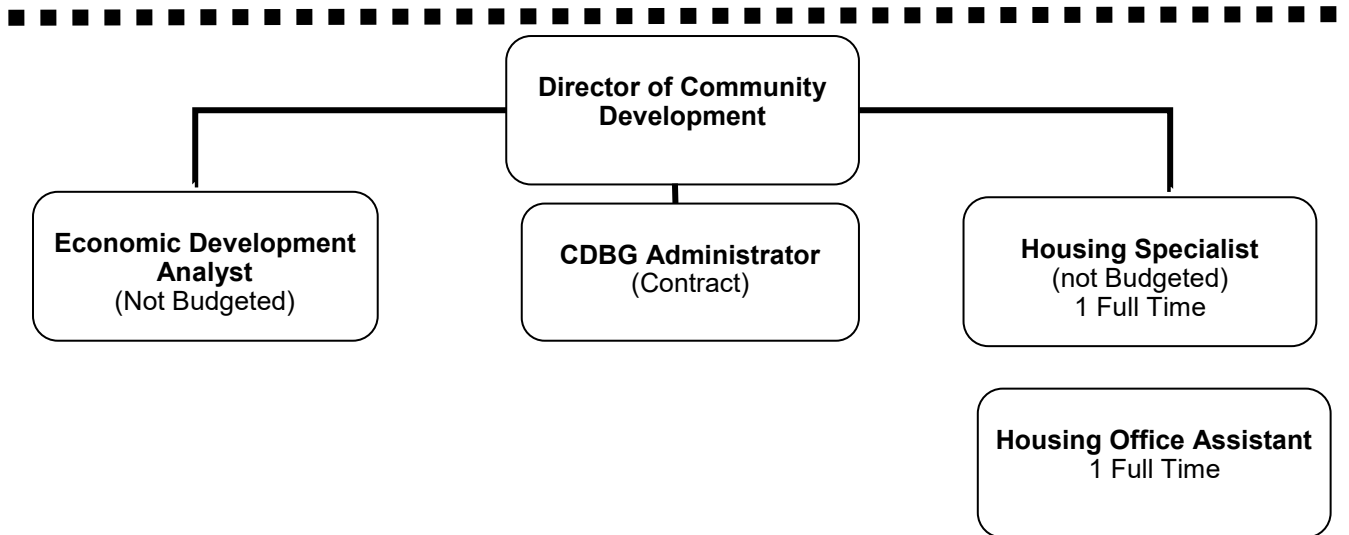 Director of Community
Development
Economic Development
Analyst
(Not Budgeted)
CDBG Administrator
(Contract)
Housing Specialist
(not Budgeted)
1 Full Time
Housing Office Assistant
1 Full Time